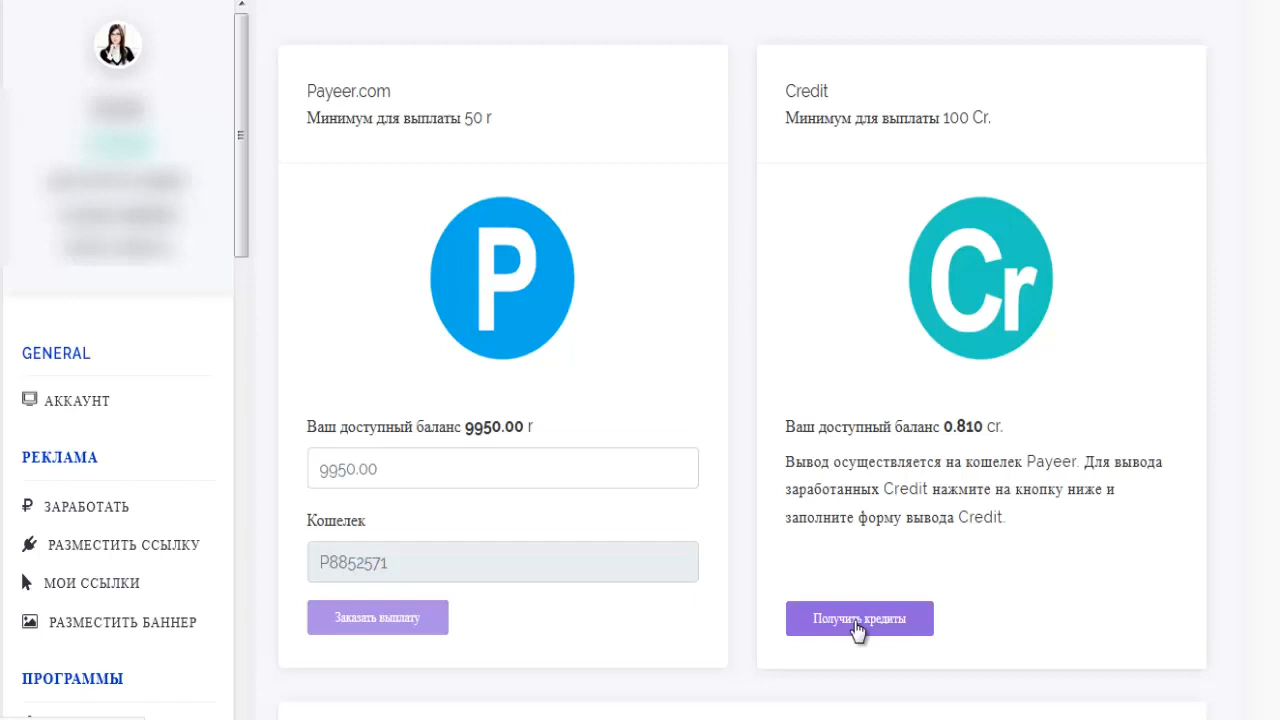 GENERAL
АККАУНТ
РЕКЛАМА
ЗАРАБОТАТЬ
РАЗМЕСТИТЬ ССЫЛКУ
МОИ ССЫЛКИ
РАЗМЕСТИТЬ БАННЕР
ПРОГРАММЫ
Payeer.com
Минимум для выплаты 50 r
P
Ваш доступный баланс 9950.00 r
9950.00
Кошелек
P8852571
Заказать выплату
Credit
Минимум для выплаты 100 Cr.
Cr
Ваш доступный баланс 0.810 cr.
Вывод осуществляется на кошелек Payeer. Для вывода
заработанных Credit нажмите на кнопку ниже и
заполните форму вывода Credit.
Получить кредиты